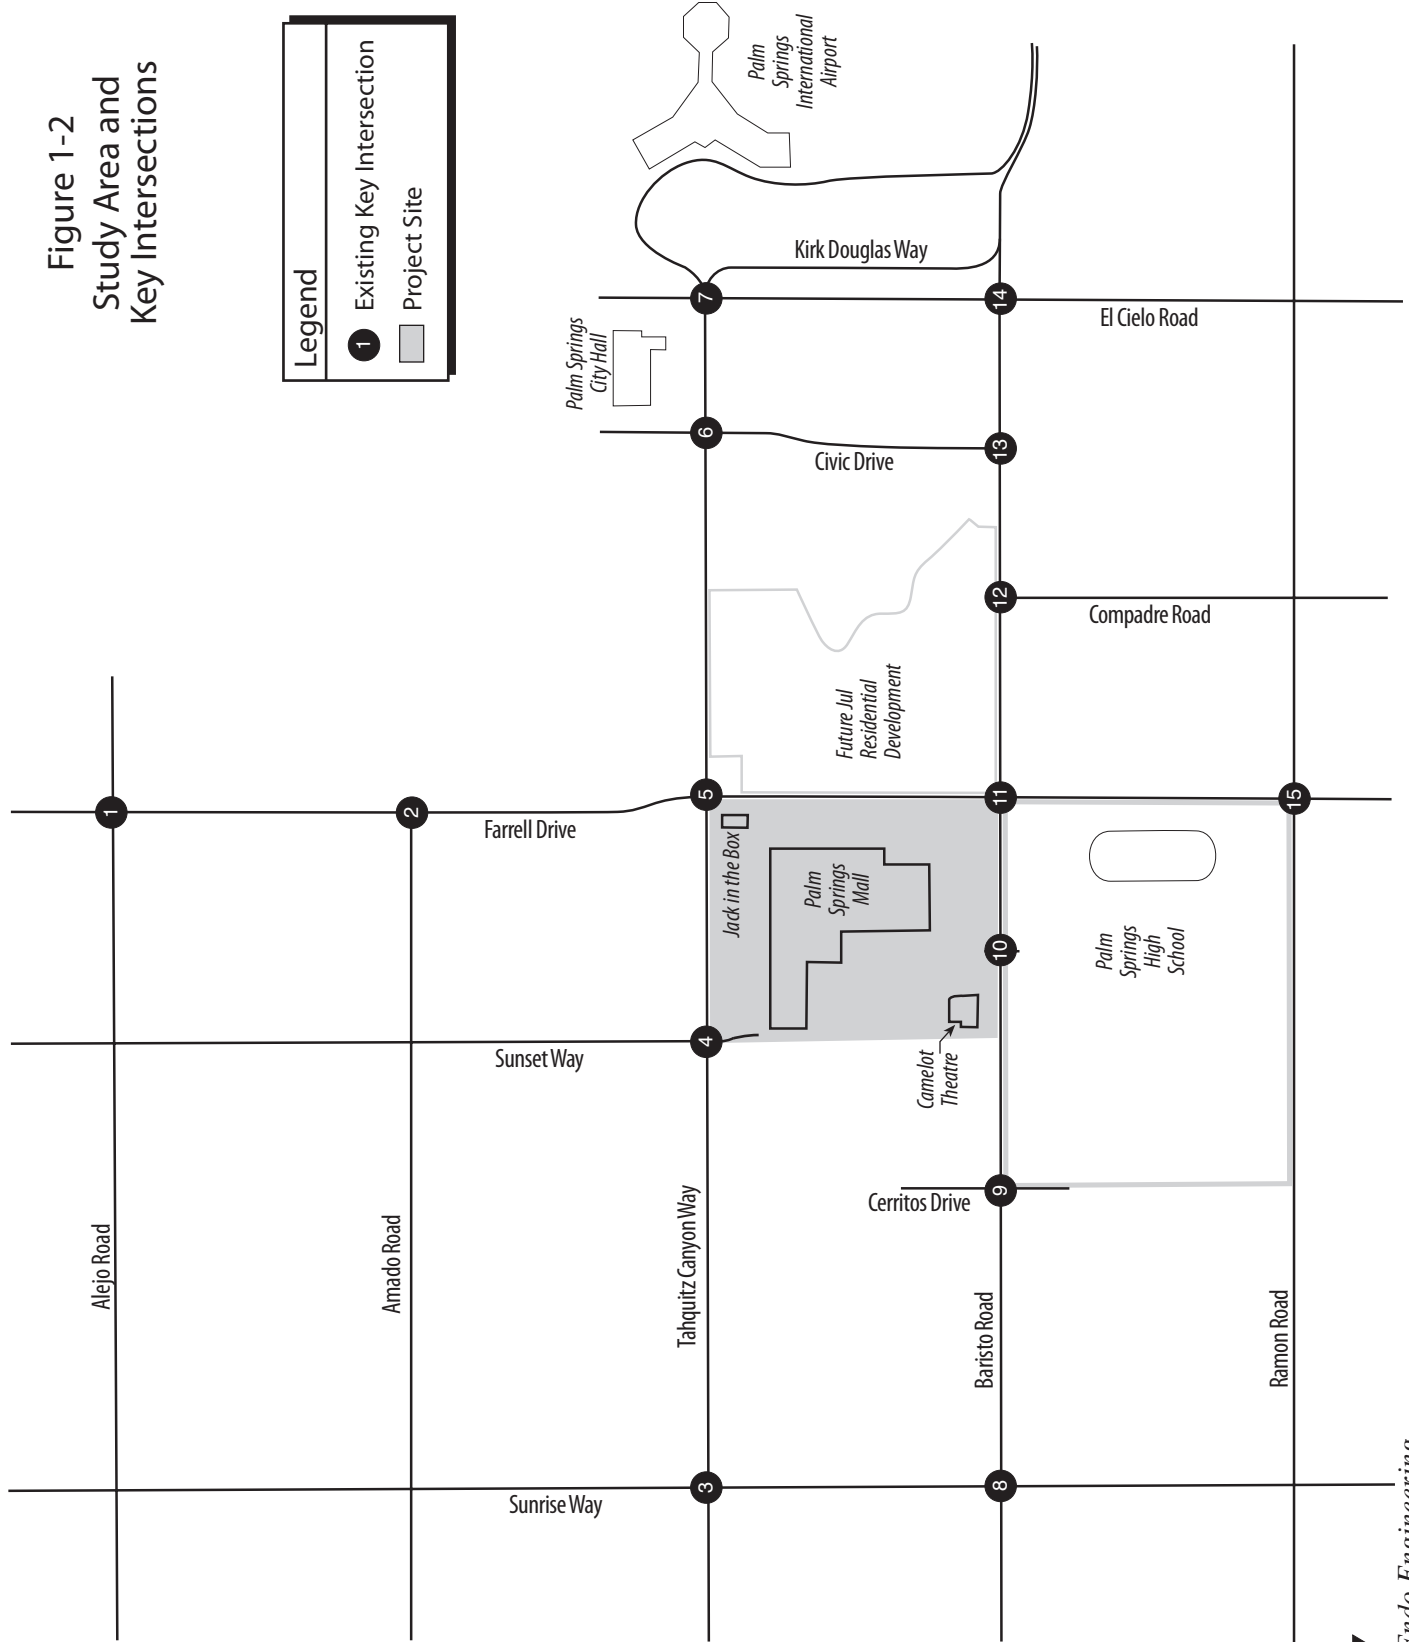 Figure 1-2
Study Area and
Key Intersections
Legend
1 Existing Key Intersection
Project Site
Palm
Springs
International
Airport
Kirk Douglas Way
Palm Springs
City Hall
7
14
El Cielo Road
6
13
Civic Drive
12
Compadre Road
Future Jul
Residential
Development
1
2
Farrell Drive
5
11
15
Jack in the Box
Palm
Springs
Mall
10
Palm
Springs
High
School
4
Sunset Way
Camelot
Theatre
9
Cerritos Drive
Alejo Road
Amado Road
Tahquitz Canyon Way
Baristo Road
Ramon Road
3
8
Sunrise Way
Endo Engineering